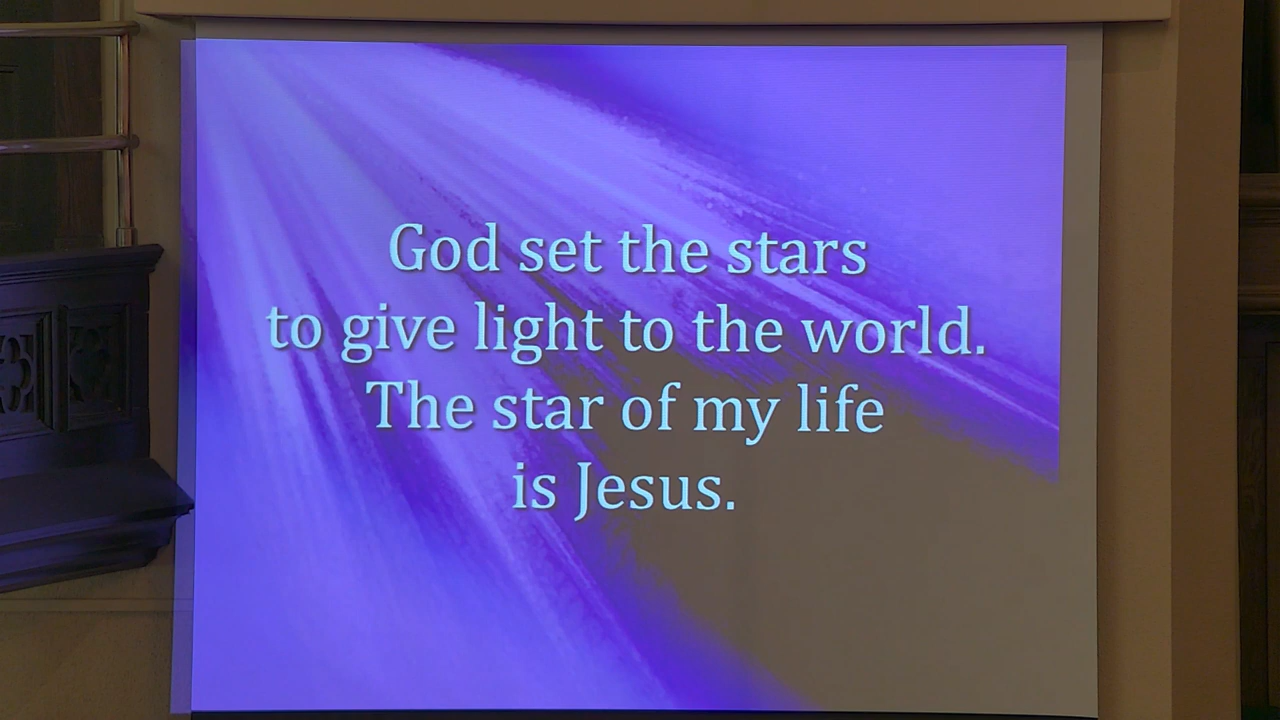 God set the stars
to give light to the world.
The star of my life
is Jesus.